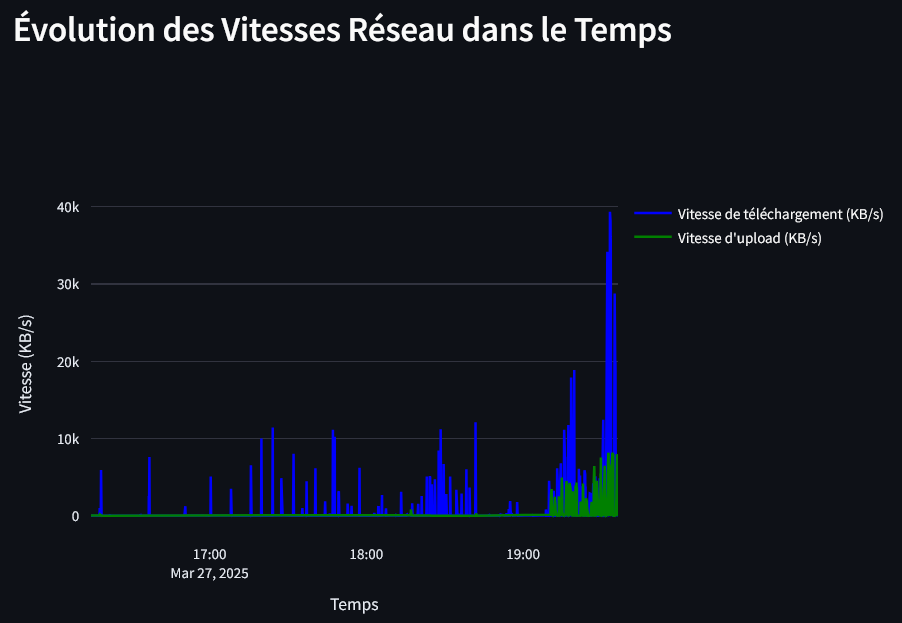 Évolution des Vitesses Réseau dans le Temps
40k
30k
20k
10k
0
Vitesse (KB/s)
17:00
Mar 27, 2025
18:00
19:00
Temps
Vitesse de téléchargement (KB/s)
Vitesse d'upload (KB/s)